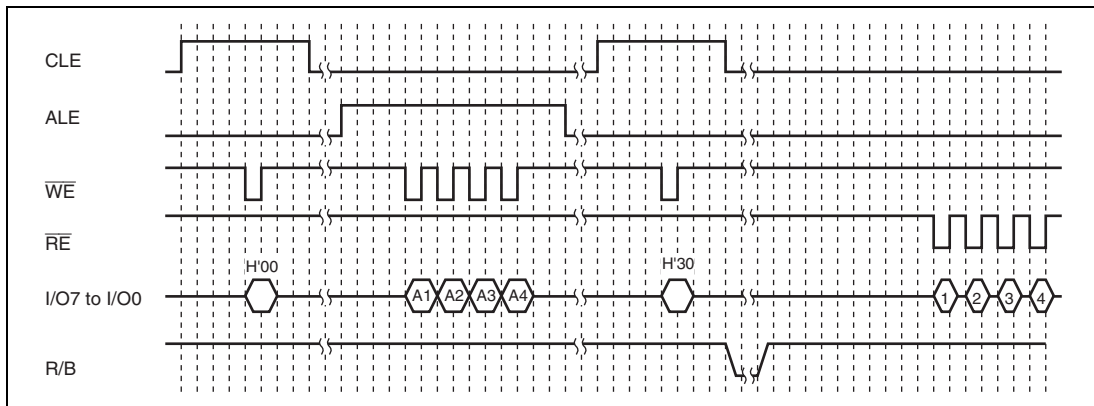 CLE
ALE
WE
RE
H'00 H'30
I/O7 to I/O0 A1 A2 A3 A4 1 2 3 4
R/B